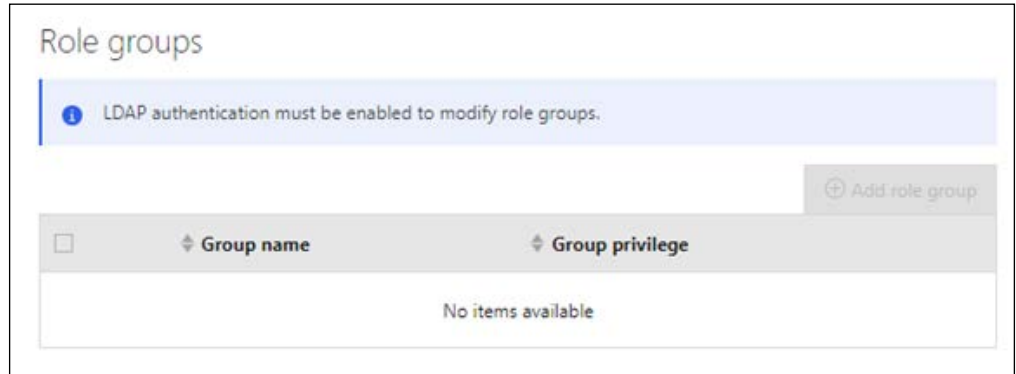 Role groups
LDAP authentication must be enabled to modify role groups.
Add role group
Group name Group privilege
No items available